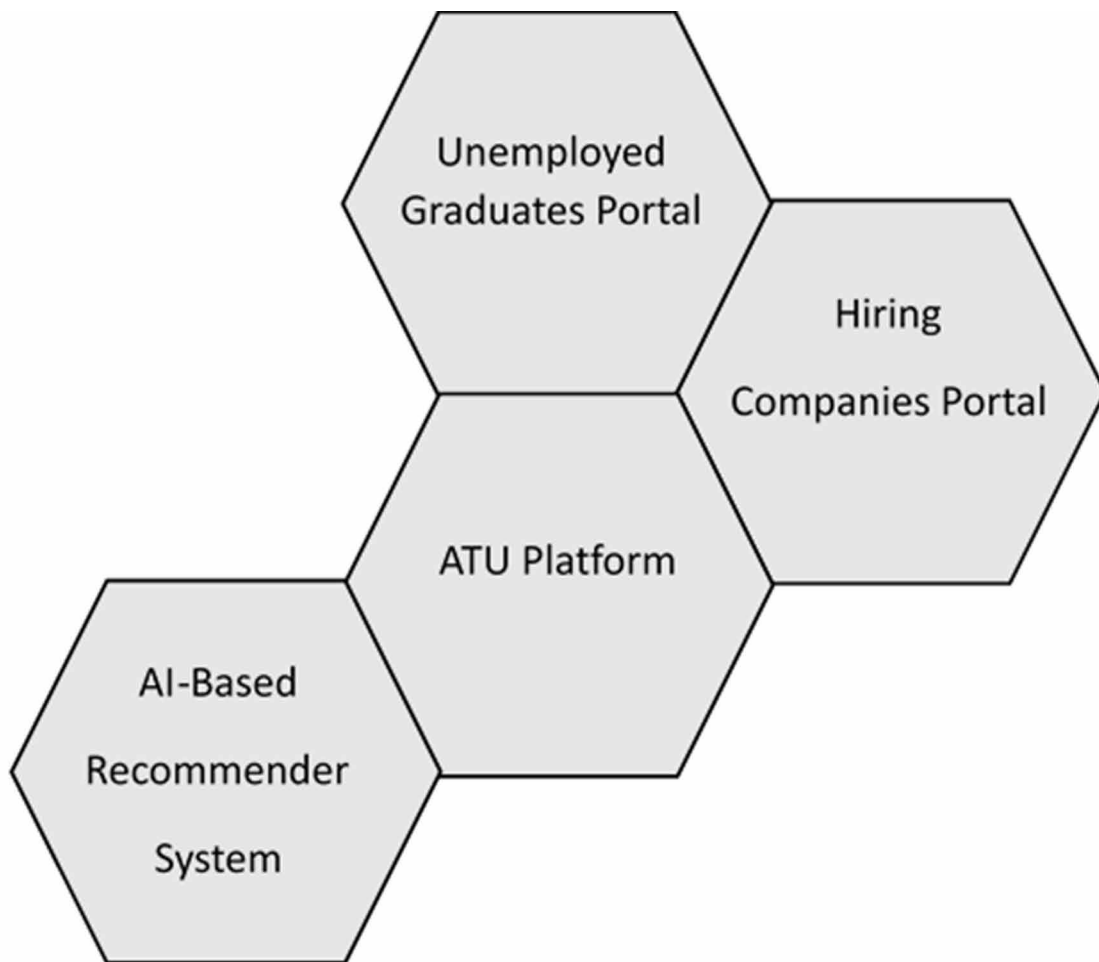 Unemployed
Graduates Portal
Hiring
Companies Portal
ATU Platform
AI-Based
Recommender
System